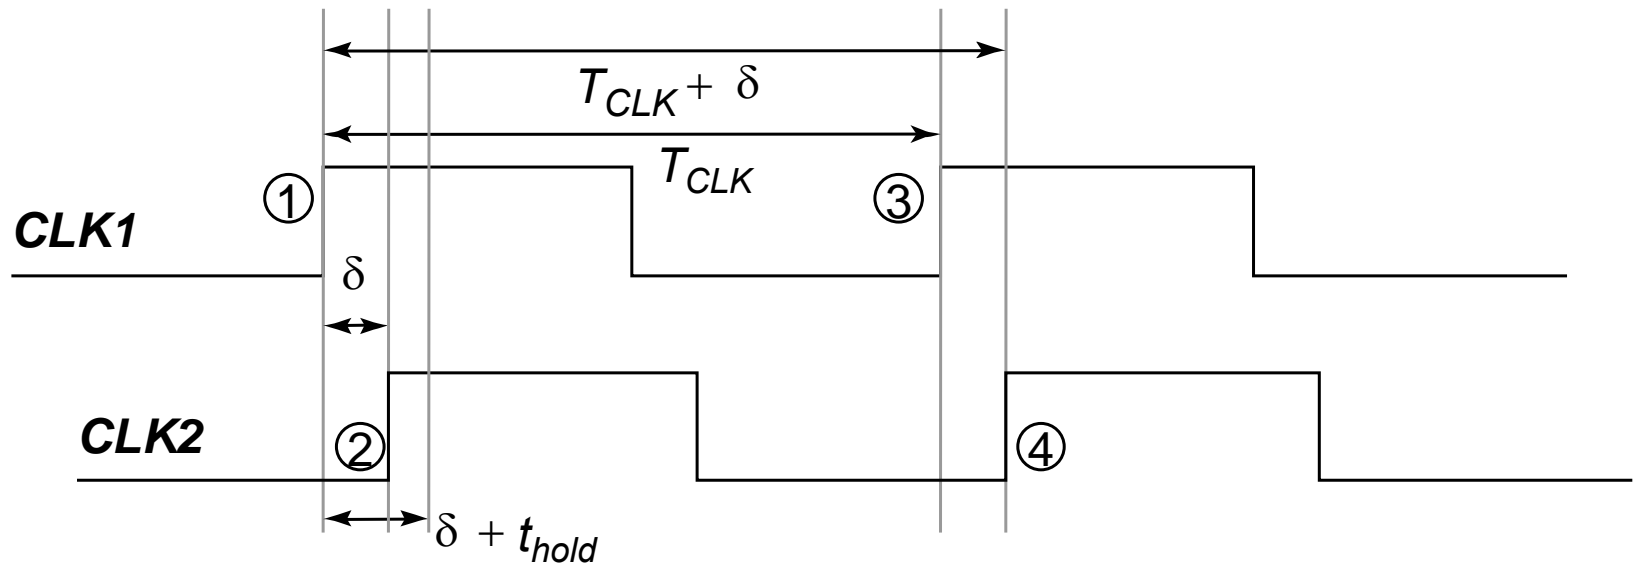 T_CLK + δ
T_CLK
① ③
CLK1
δ
CLK2 ② ④
δ + t_hold